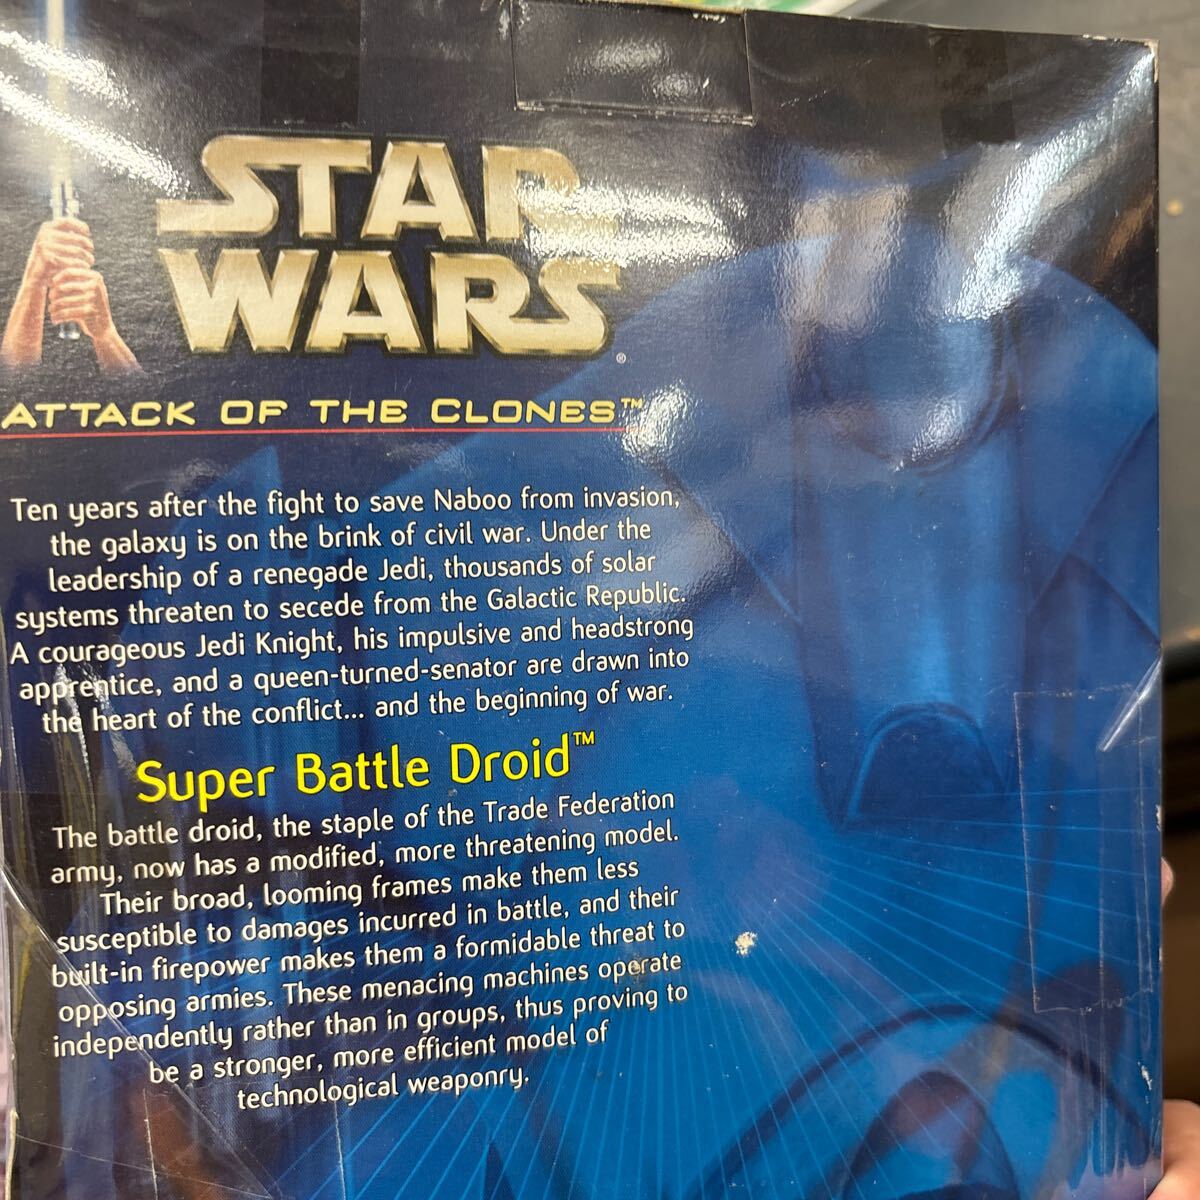 STAR
WARS®
ATTACK OF THE CLONES™
Ten years after the fight to save Naboo from invasion,
the galaxy is on the brink of civil war. Under the
leadership of a renegade Jedi, thousands of solar
systems threaten to secede from the Galactic Republic.
A courageous Jedi Knight, his impulsive and headstrong
apprentice, and a queen-turned-senator are drawn into
the heart of the conflict... and the beginning of war.
Super Battle Droid™
The battle droid, the staple of the Trade Federation
army, now has a modified, more threatening model.
Their broad, looming frames make them less
susceptible to damages incurred in battle, and their
built-in firepower makes them a formidable threat to
opposing armies. These menacing machines operate
independently rather than in groups, thus proving to
be a stronger, more efficient model of
technological weaponry.